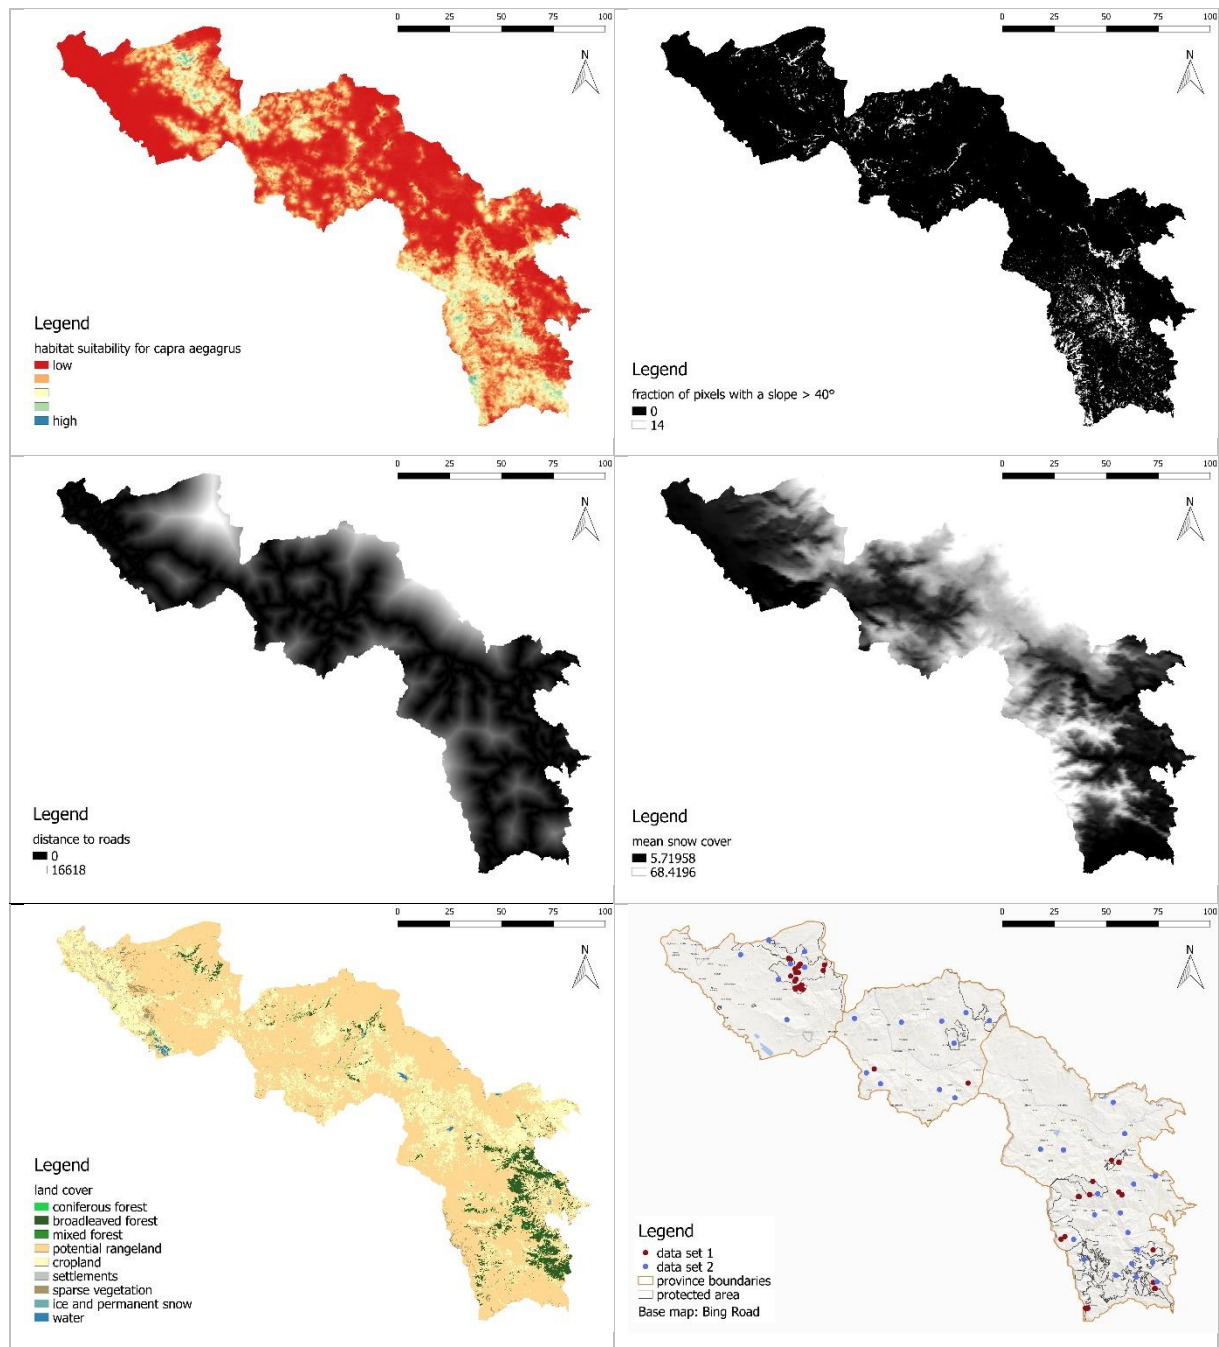 0 25 50 75 100
N
Legend
habitat suitability for capra aegagrus
low
high
0 25 50 75 100
N
Legend
fraction of pixels with a slope > 40°
0
14
0 25 50 75 100
N
Legend
distance to roads
0
16618
0 25 50 75 100
N
Legend
mean snow cover
5.71958
68.4196
0 25 50 75 100
N
Legend
land cover
coniferous forest
broadleaved forest
mixed forest
potential rangeland
cropland
settlements
sparse vegetation
ice and permanent snow
water
0 25 50 75 100
N
Legend
data set 1
data set 2
province boundaries
protected area
Base map: Bing Road